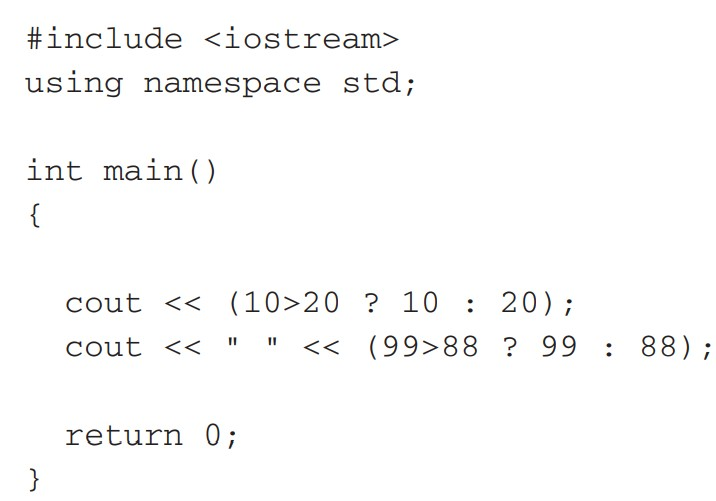 #include <iostream>
using namespace std;
int main()
{
cout << (10>20 ? 10 : 20);
cout << " " << (99>88 ? 99 : 88);
return 0;
}